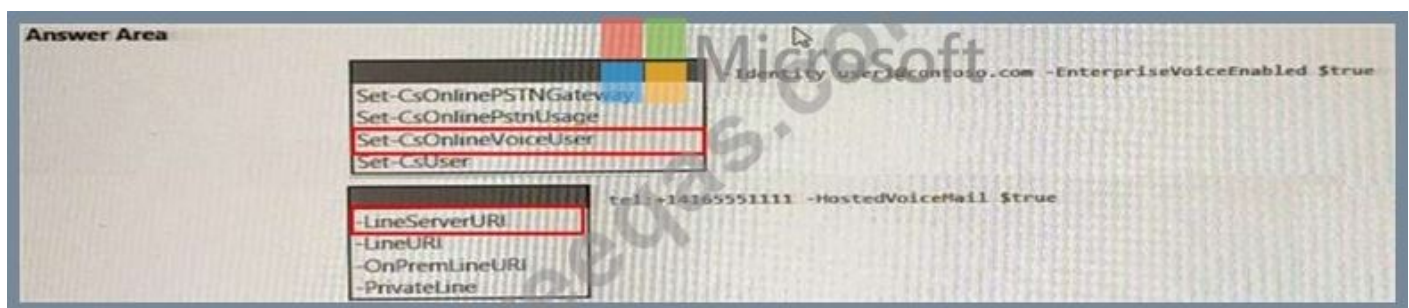 Answer Area
Microsoft
-Identity user1@contoso.com -EnterpriseVoiceEnabled $true
Set-CsOnlinePSTNGateway
Set-CsOnlinePstnUsage
Set-CsOnlineVoiceUser
Set-CsUser
tel:+14165551111 -HostedVoiceMail $true
-LineServerURI
-LineURI
-OnPremLineURI
-PrivateLine